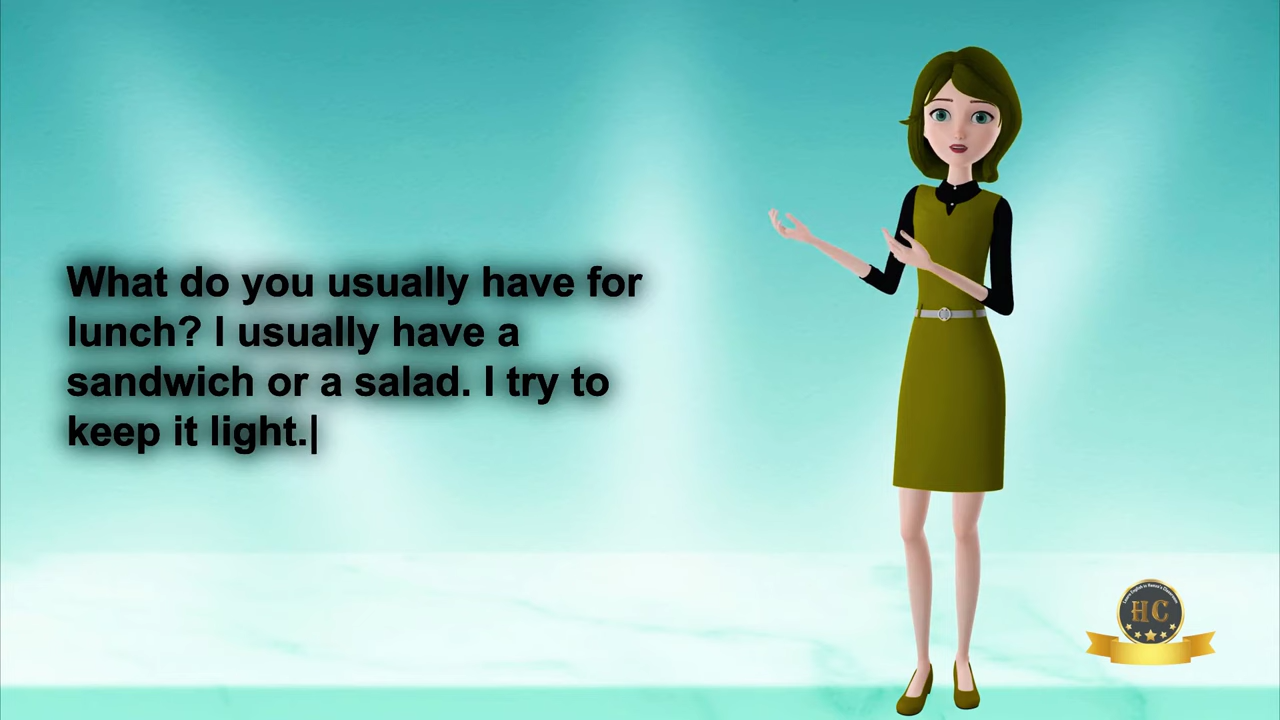 What do you usually have for
lunch? I usually have a
sandwich or a salad. I try to
keep it light.|
HC